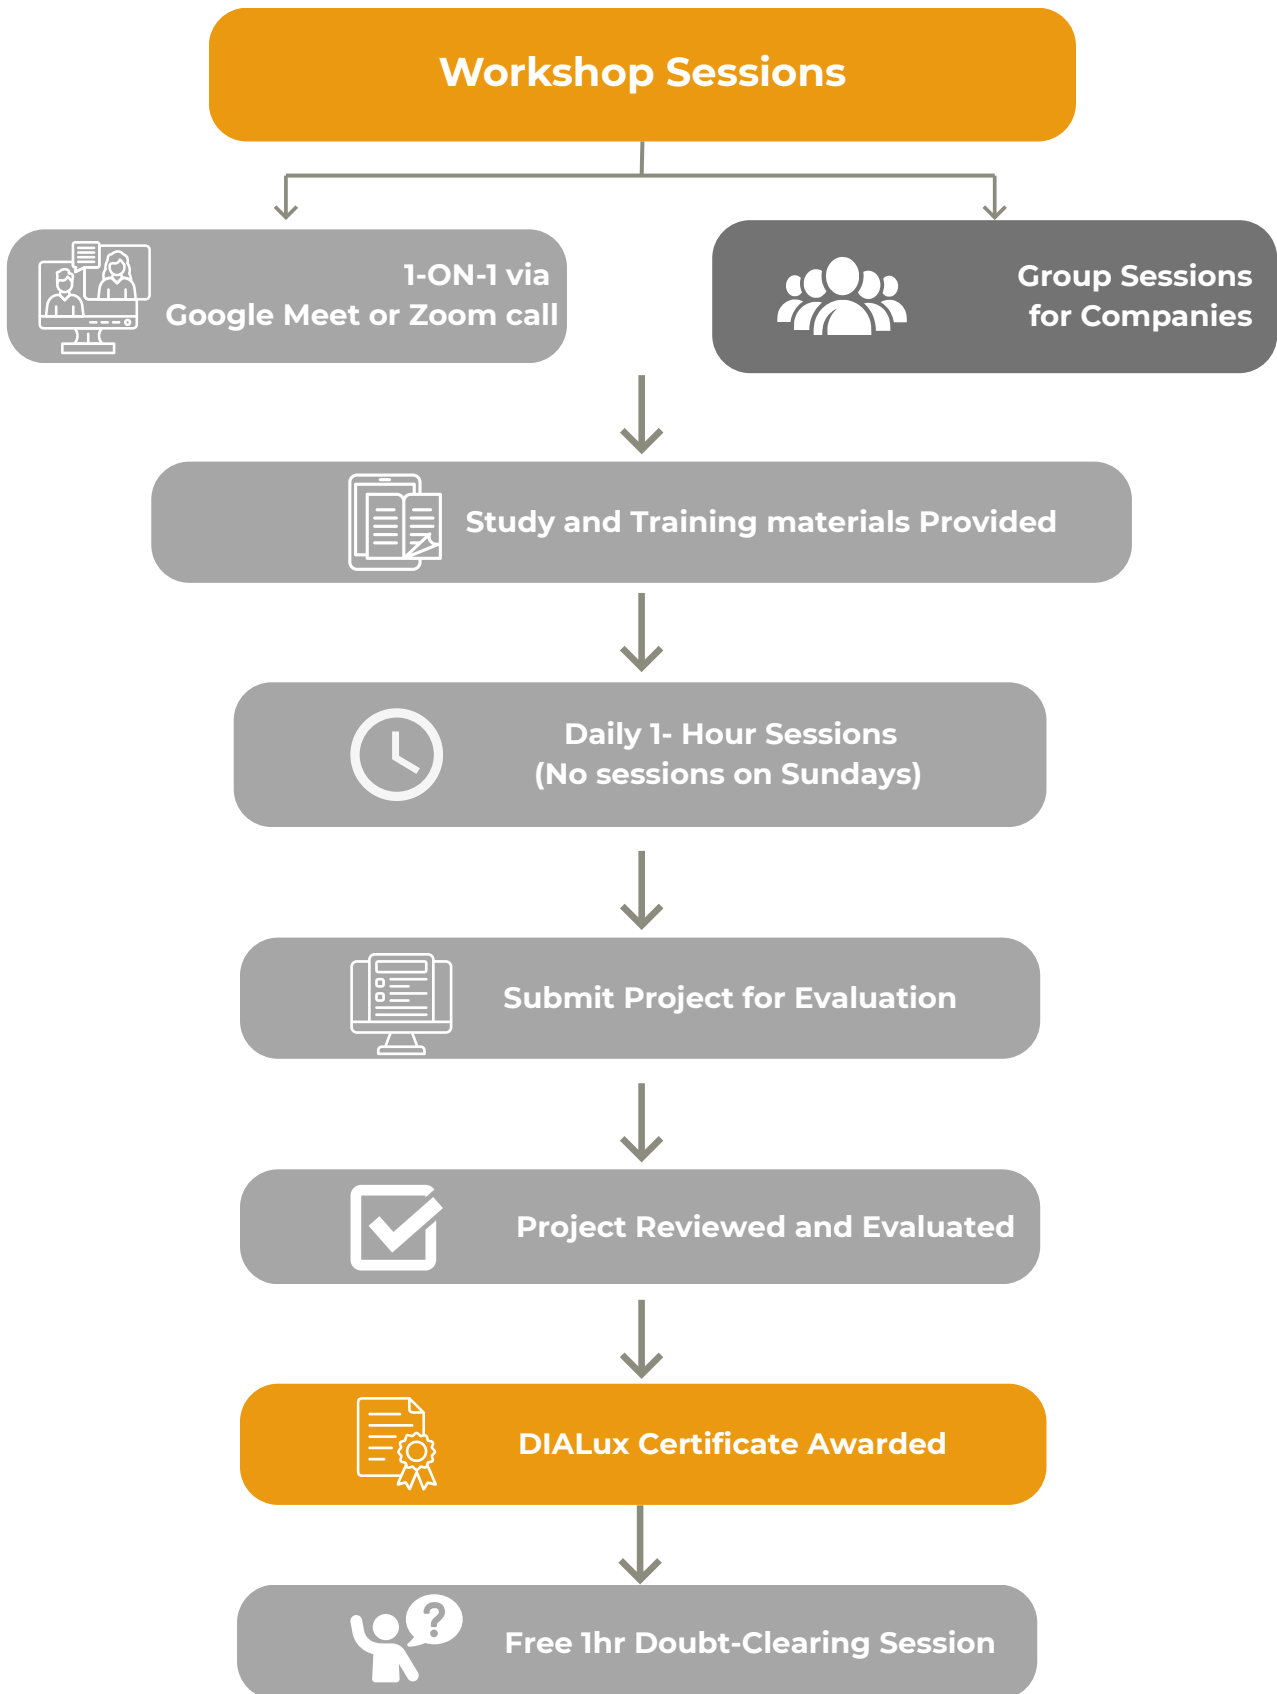 Workshop Sessions
1-ON-1 via
Google Meet or Zoom call
Group Sessions
for Companies
Study and Training materials Provided
Daily 1- Hour Sessions
(No sessions on Sundays)
Submit Project for Evaluation
Project Reviewed and Evaluated
DIALux Certificate Awarded
?
Free 1hr Doubt-Clearing Session